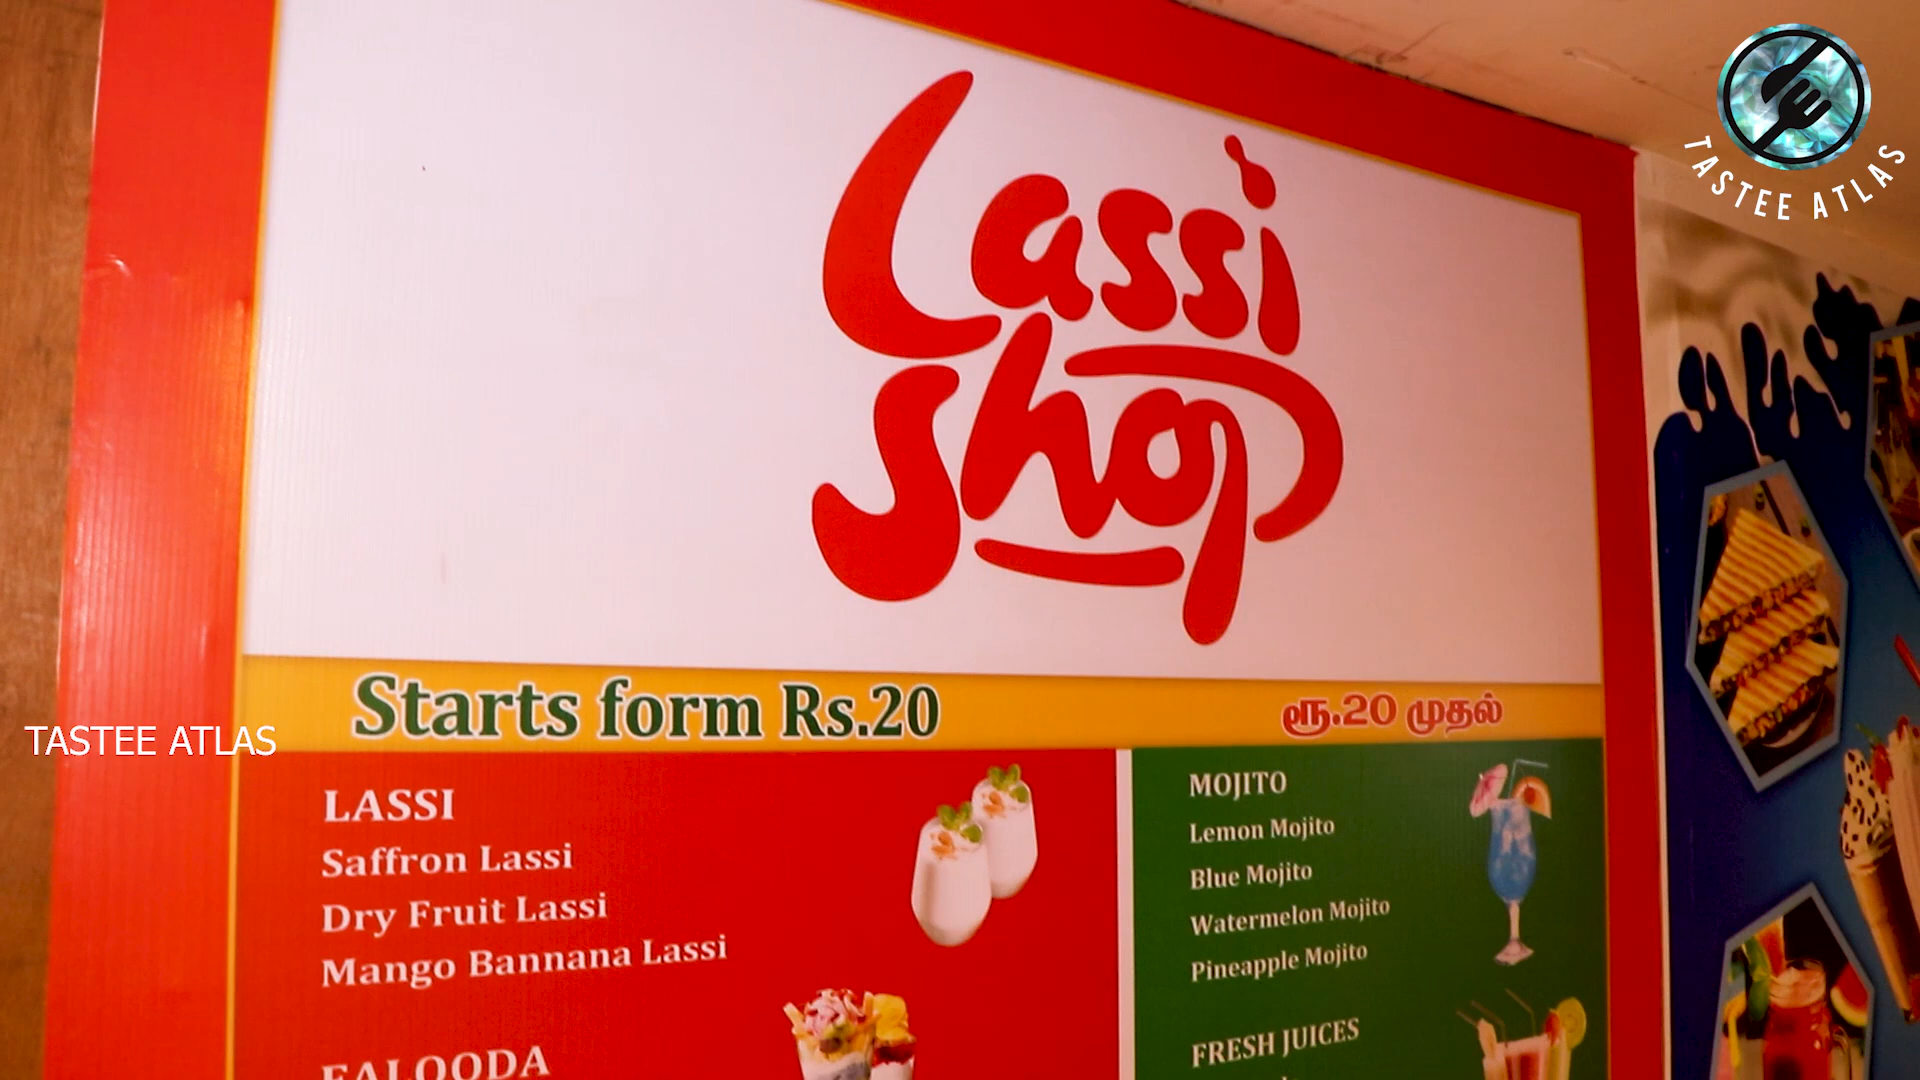 TASTEE ATLAS
Lassi
Shop
Starts form Rs.20
ரூ.20 முதல்
TASTEE ATLAS
LASSI
Saffron Lassi
Dry Fruit Lassi
Mango Bannana Lassi
FALOODA
MOJITO
Lemon Mojito
Blue Mojito
Watermelon Mojito
Pineapple Mojito
FRESH JUICES